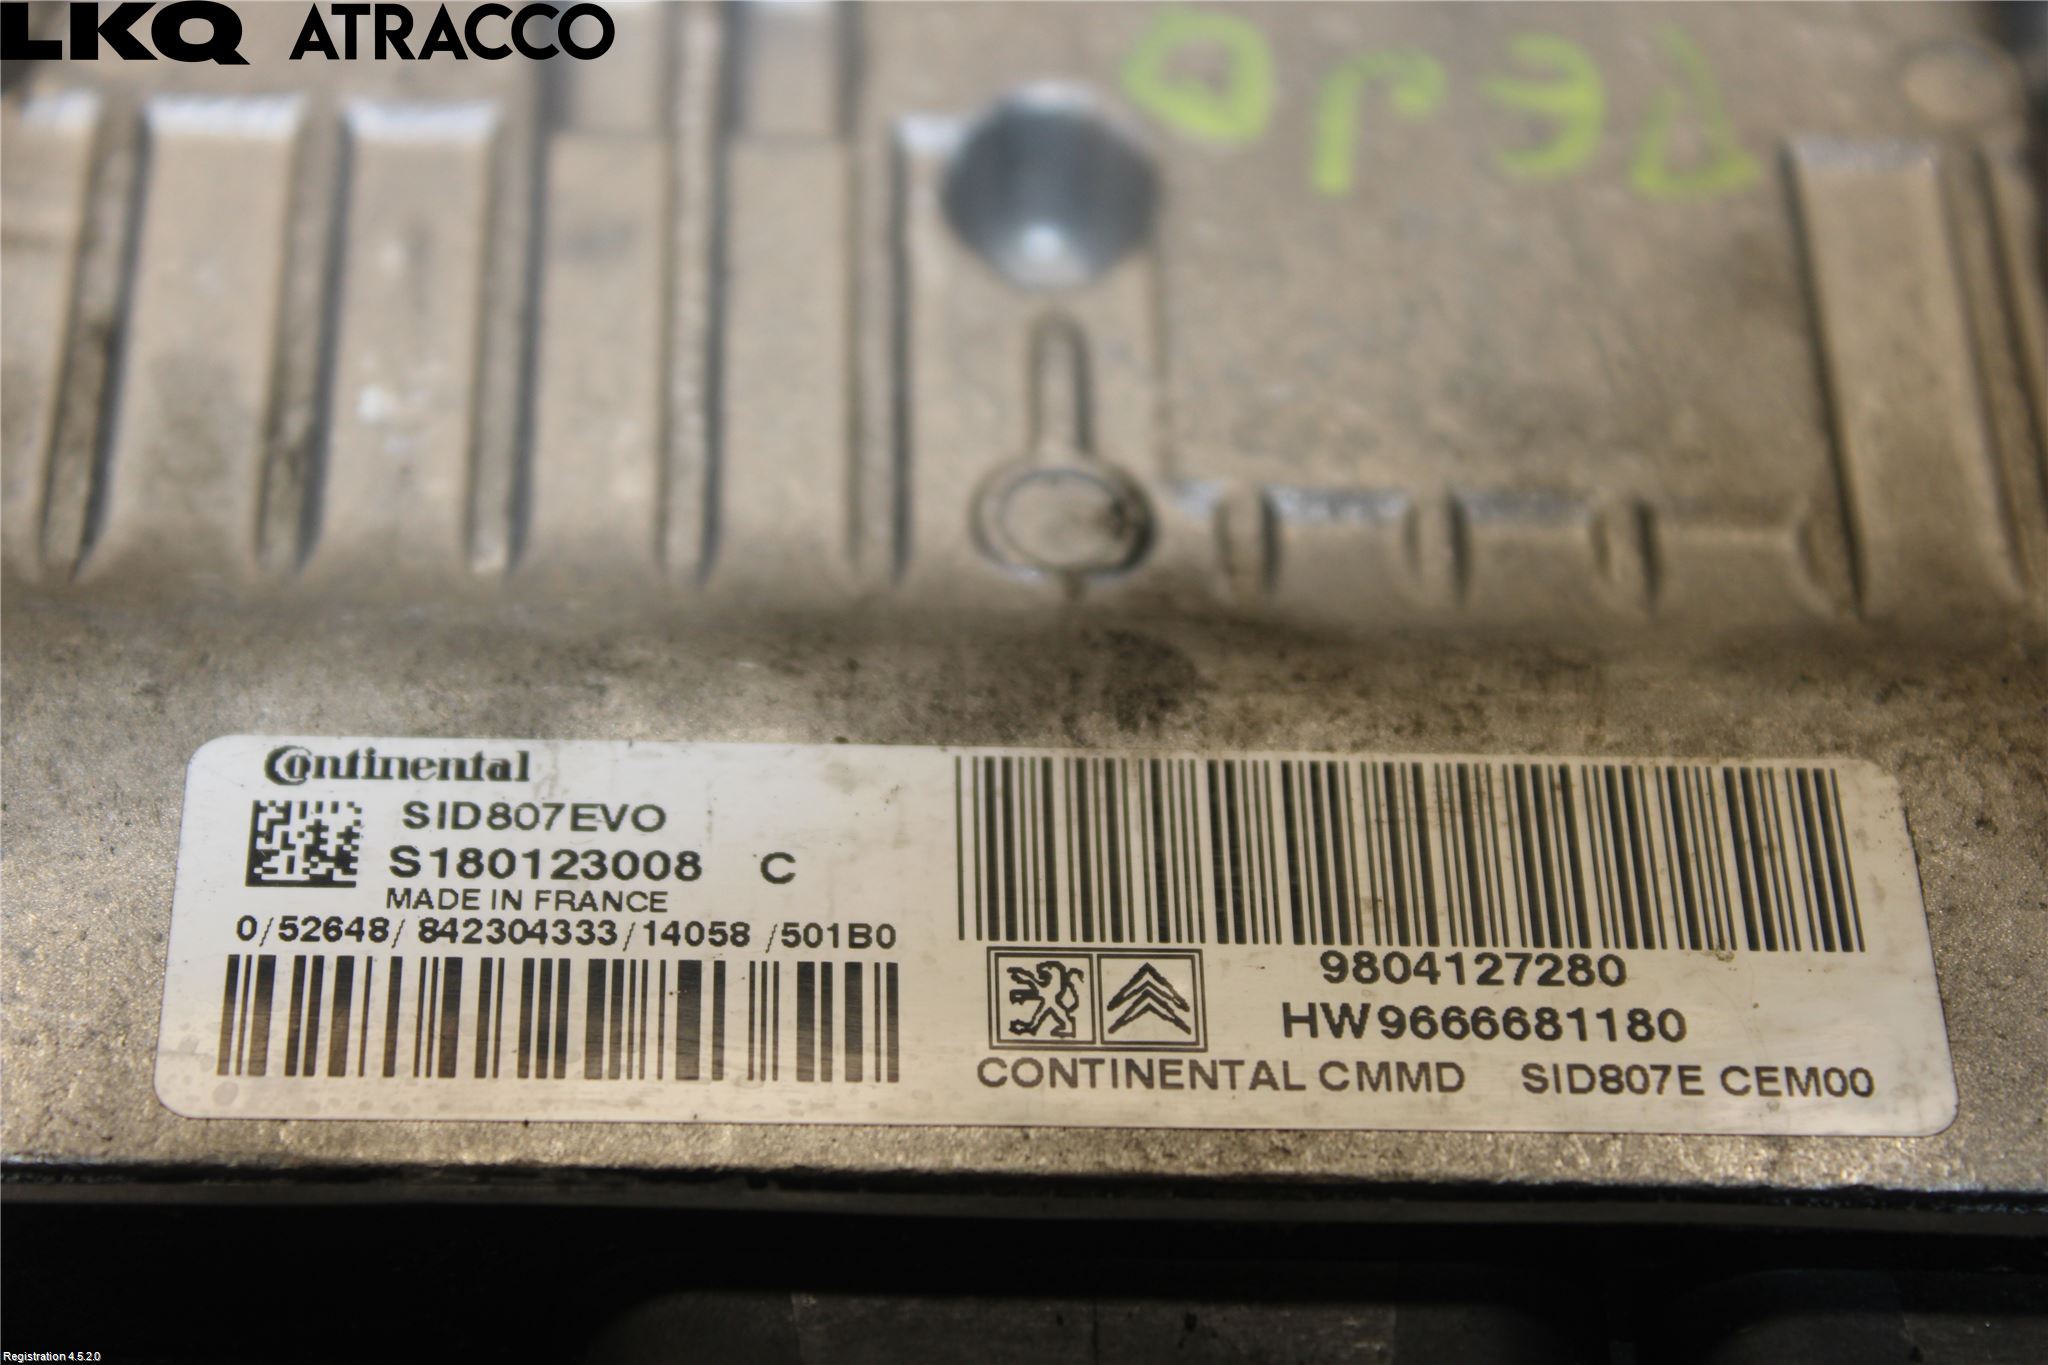 LKQ ATRACCO
Continental
SID807EVO
S180123008 C
MADE IN FRANCE
0/52648/842304333/14058 /501B0
9804127280
HW9666681180
CONTINENTAL CMMD SID807E CEM00
Registration 4.5.2.0